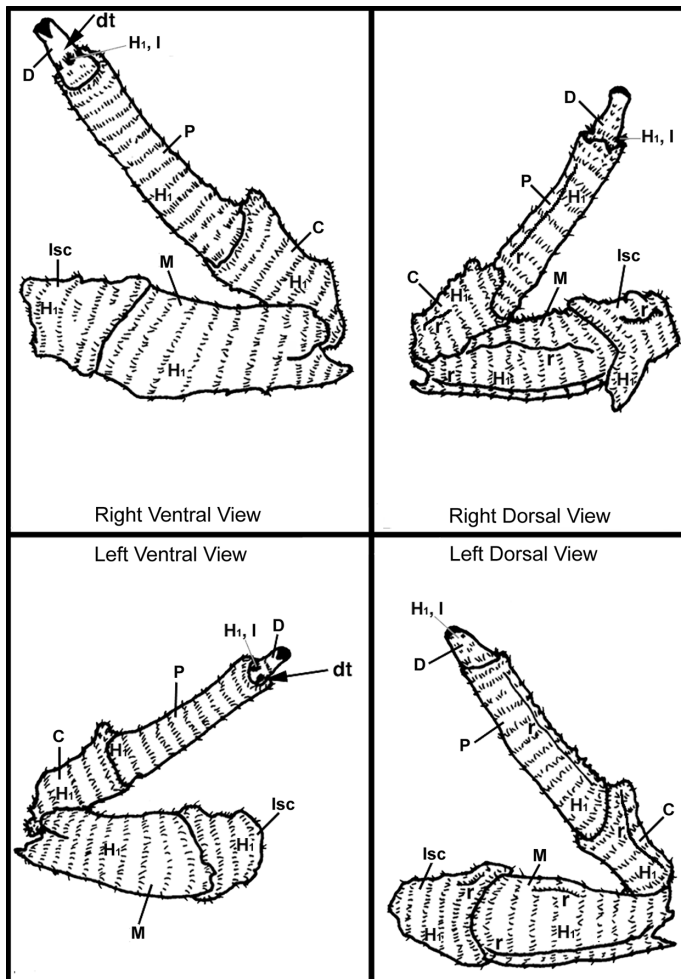 dt
H1, I
D
P
H1
C
Isc
M
H1
H1
H1
Right Ventral View
D
H1, I
P
H1
r
Isc
C
H1
M
r
r
r
H1
r
H1
Right Dorsal View
Left Ventral View
H1, I
D
dt
P
C
H1
H1
Isc
H1
H1
M
Left Dorsal View
H1, I
D
P
r
H1
C
r
Isc
M
H1
r
r
H1
H1
r